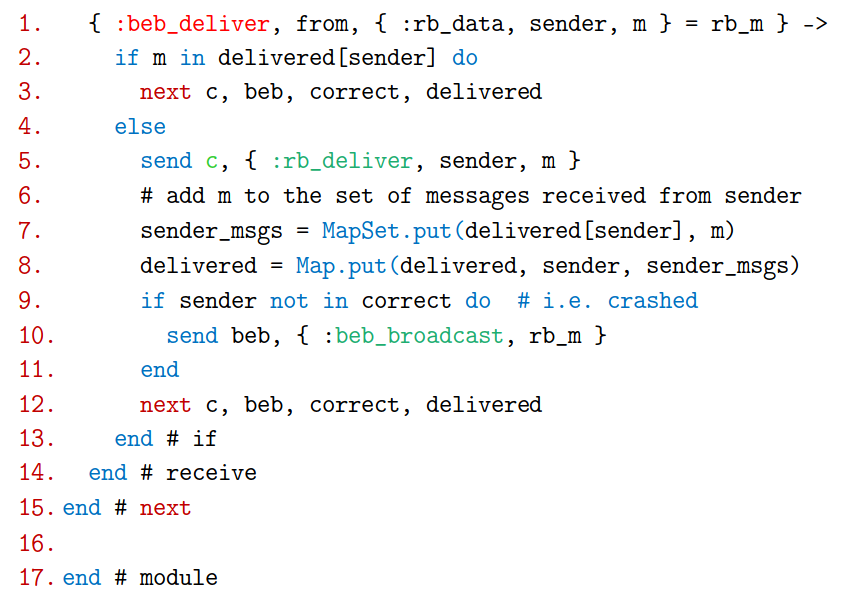 1. { :beb_deliver, from, { :rb_data, sender, m } = rb_m } ->
2. if m in delivered[sender] do
3. next c, beb, correct, delivered
4. else
5. send c, { :rb_deliver, sender, m }
6. # add m to the set of messages received from sender
7. sender_msgs = MapSet.put(delivered[sender], m)
8. delivered = Map.put(delivered, sender, sender_msgs)
9. if sender not in correct do # i.e. crashed
10. send beb, { :beb_broadcast, rb_m }
11. end
12. next c, beb, correct, delivered
13. end # if
14. end # receive
15. end # next
16.
17. end # module